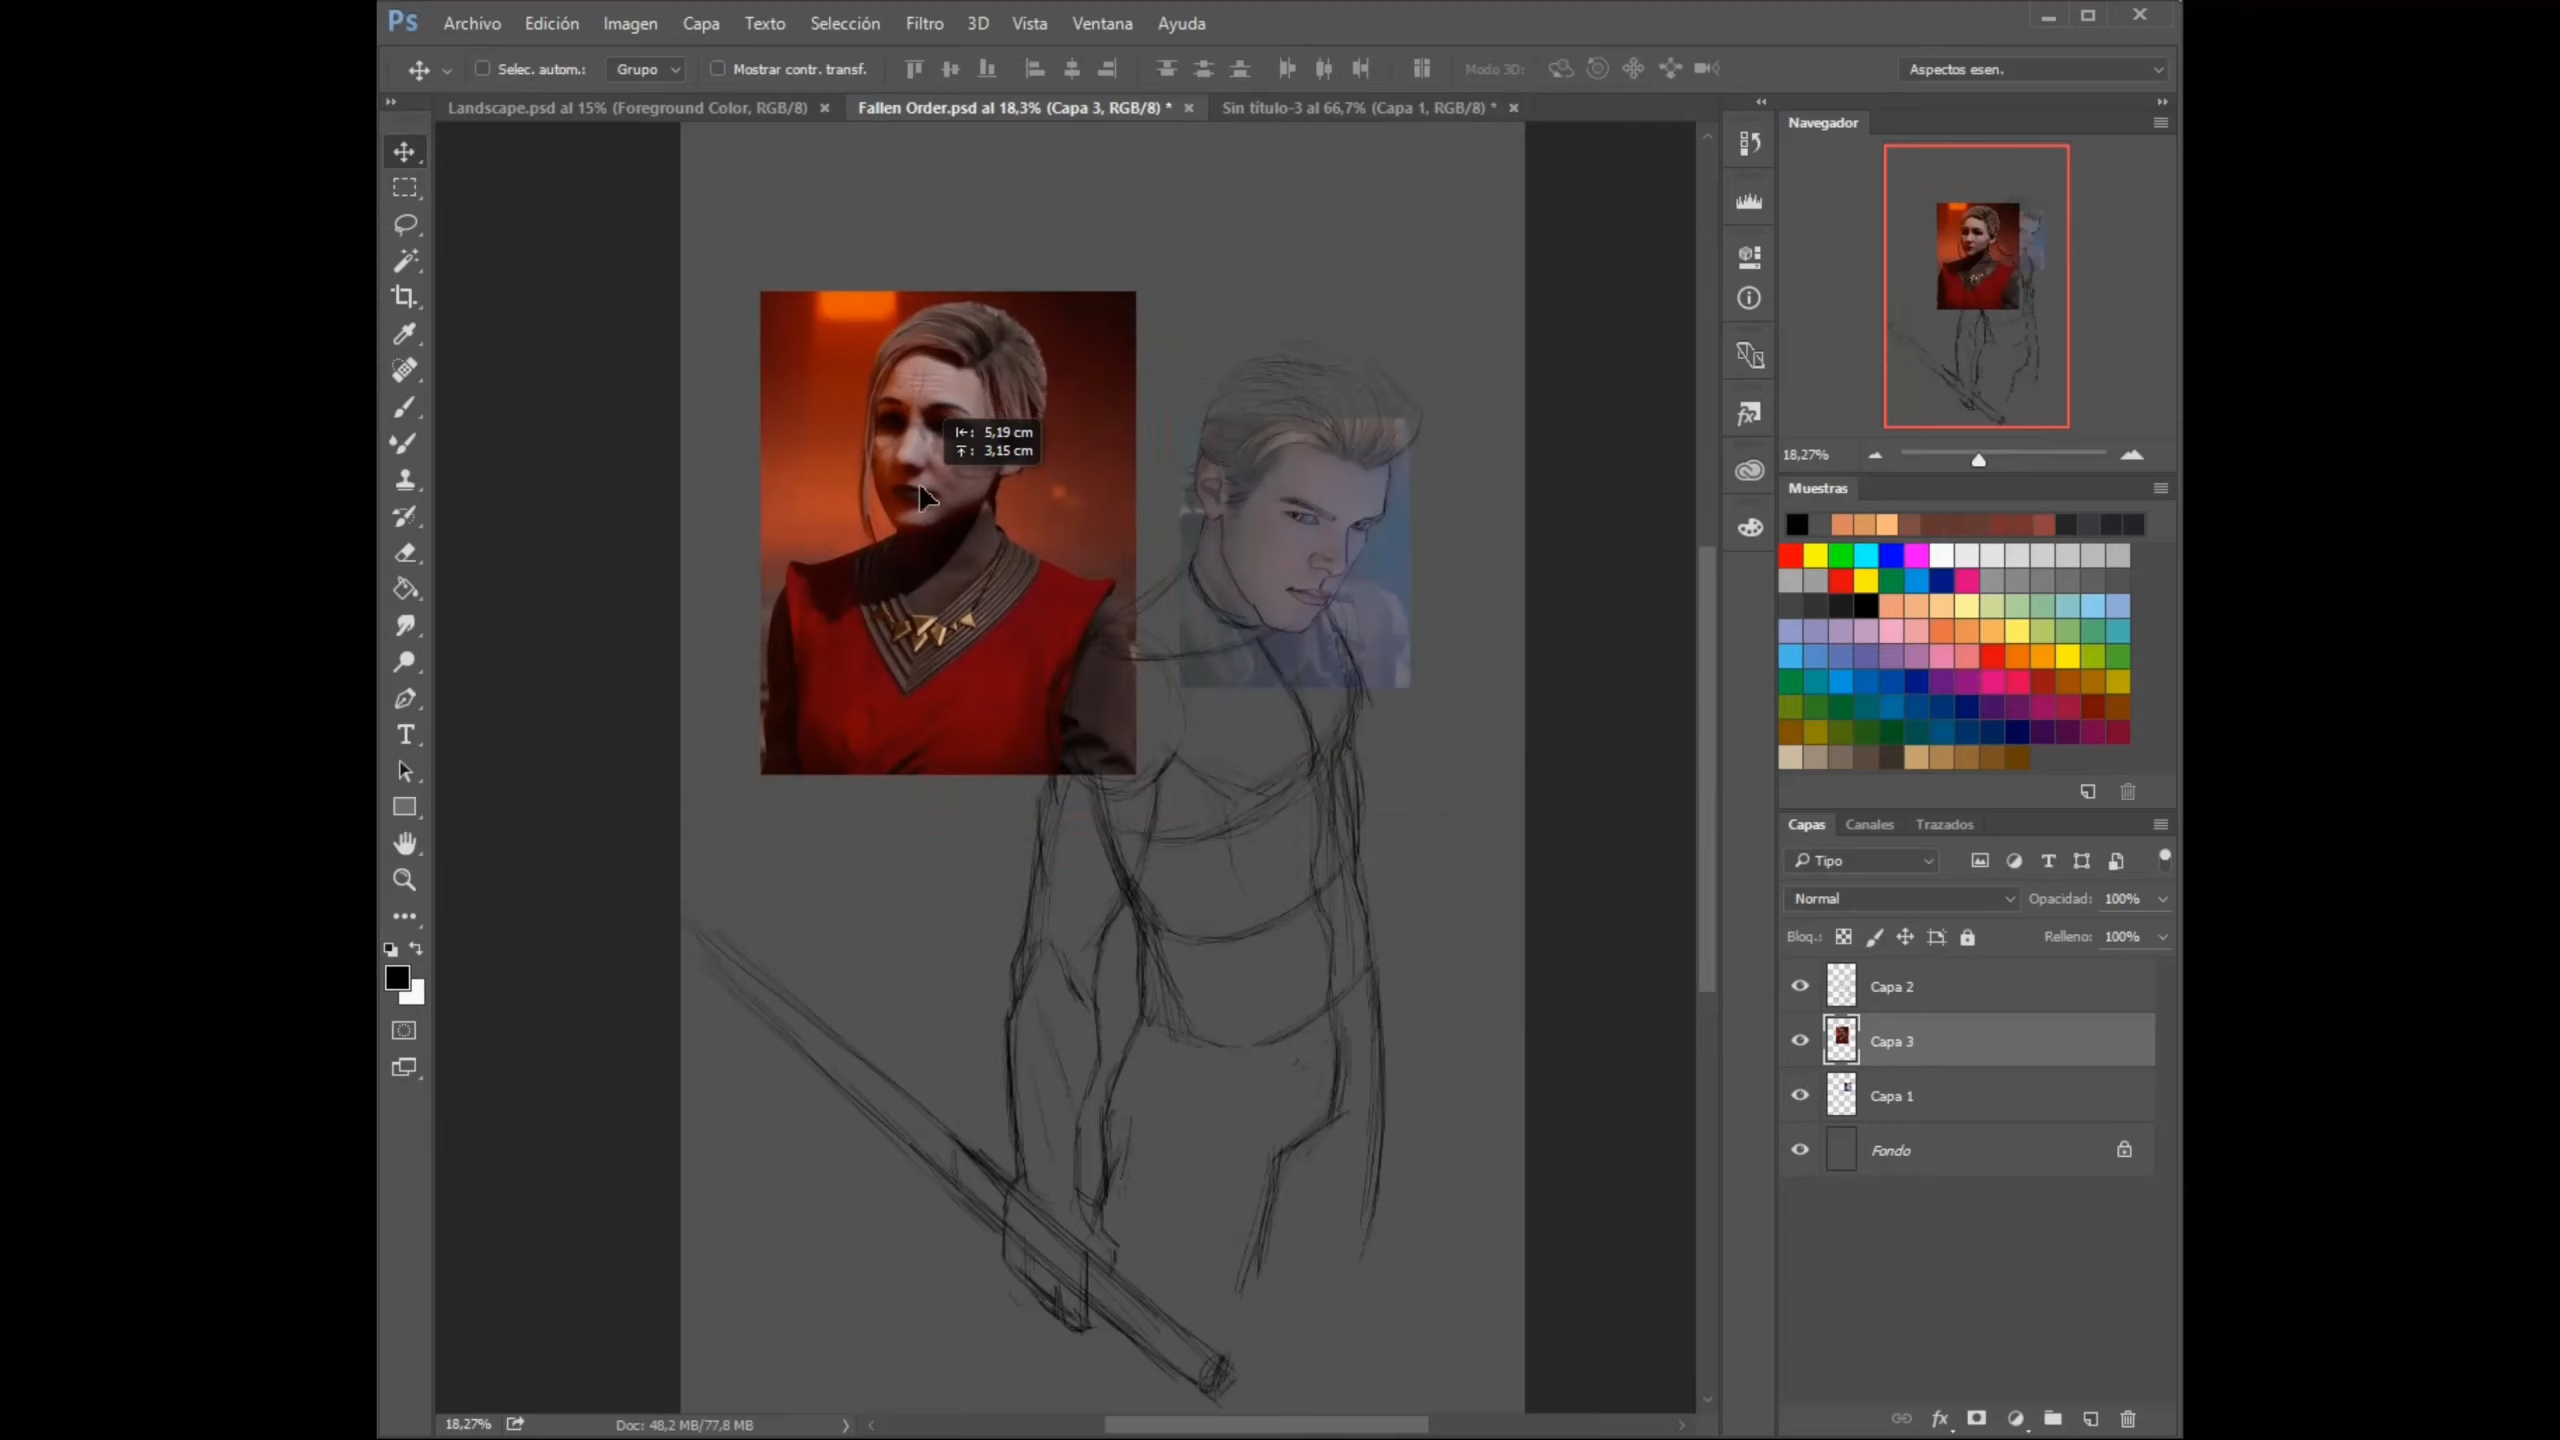 Ps Archivo Edición Imagen Capa Texto Selección Filtro 3D Vista Ventana Ayuda
Selec. autom.: Grupo Mostrar contr. transf. Modo 3D: Aspectos esen.
Landscape.psd al 15% (Foreground Color, RGB/8) Fallen Order.psd al 18,3% (Capa 3, RGB/8) * Sin título-3 al 66,7% (Capa 1, RGB/8) *
Navegador
5,19 cm
3,15 cm
18,27%
Muestras
Capas Canales Trazados
Tipo
Normal Opacidad: 100%
Bloq.: Relleno: 100%
Capa 2
Capa 3
Capa 1
Fondo
18,27% Doc: 48,2 MB/77,8 MB